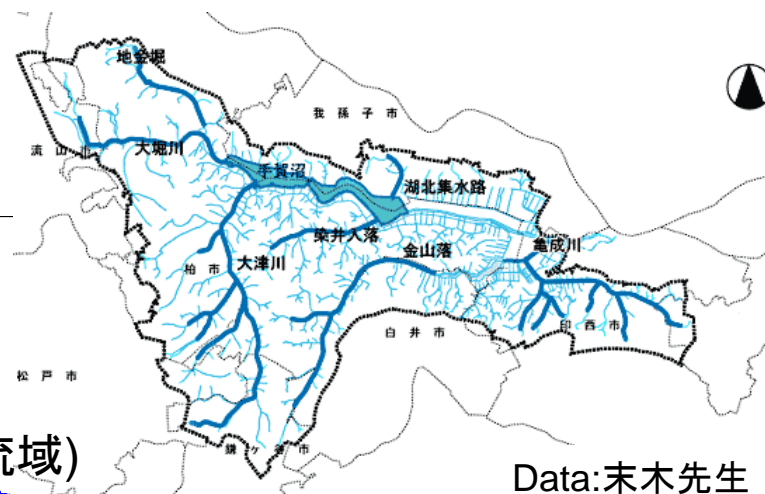 地金堀
我孫子市
流山市
大堀川
手賀沼
湖北集水路
染井入落
金山落
亀成川
柏市
大津川
印西市
白井市
松戸市
鎌ヶ谷市
流域)
Data:末木先生